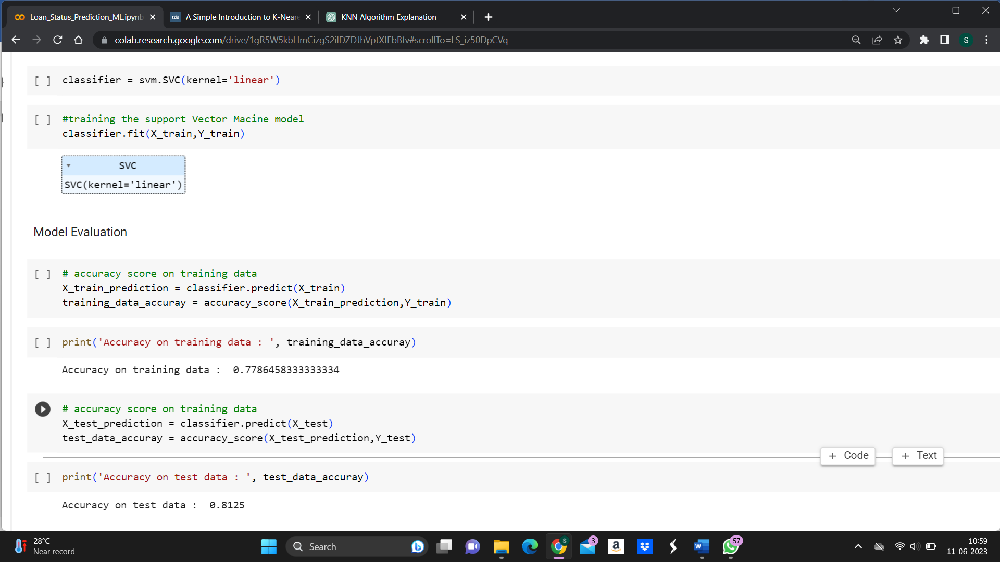 Loan_Status_Prediction_ML.ipynb
tds A Simple Introduction to K-Neare
KNN Algorithm Explanation
colab.research.google.com/drive/1gR5W5kbHmCizgS2ilDZDJhVptXfFbBfv#scrollTo=LS_iz50DpCVq
S
[ ] classifier = svm.SVC(kernel='linear')
[ ] #training the support Vector Macine model
classifier.fit(X_train,Y_train)
SVC
SVC(kernel='linear')
Model Evaluation
[ ] # accuracy score on training data
X_train_prediction = classifier.predict(X_train)
training_data_accuray = accuracy_score(X_train_prediction,Y_train)
[ ] print('Accuracy on training data : ', training_data_accuray)
Accuracy on training data :  0.7786458333333334
# accuracy score on training data
X_test_prediction = classifier.predict(X_test)
test_data_accuray = accuracy_score(X_test_prediction,Y_test)
+ Code
+ Text
[ ] print('Accuracy on test data : ', test_data_accuray)
Accuracy on test data :  0.8125
28°C
Near record
Search
S
3
a
W
57
10:59
11-06-2023